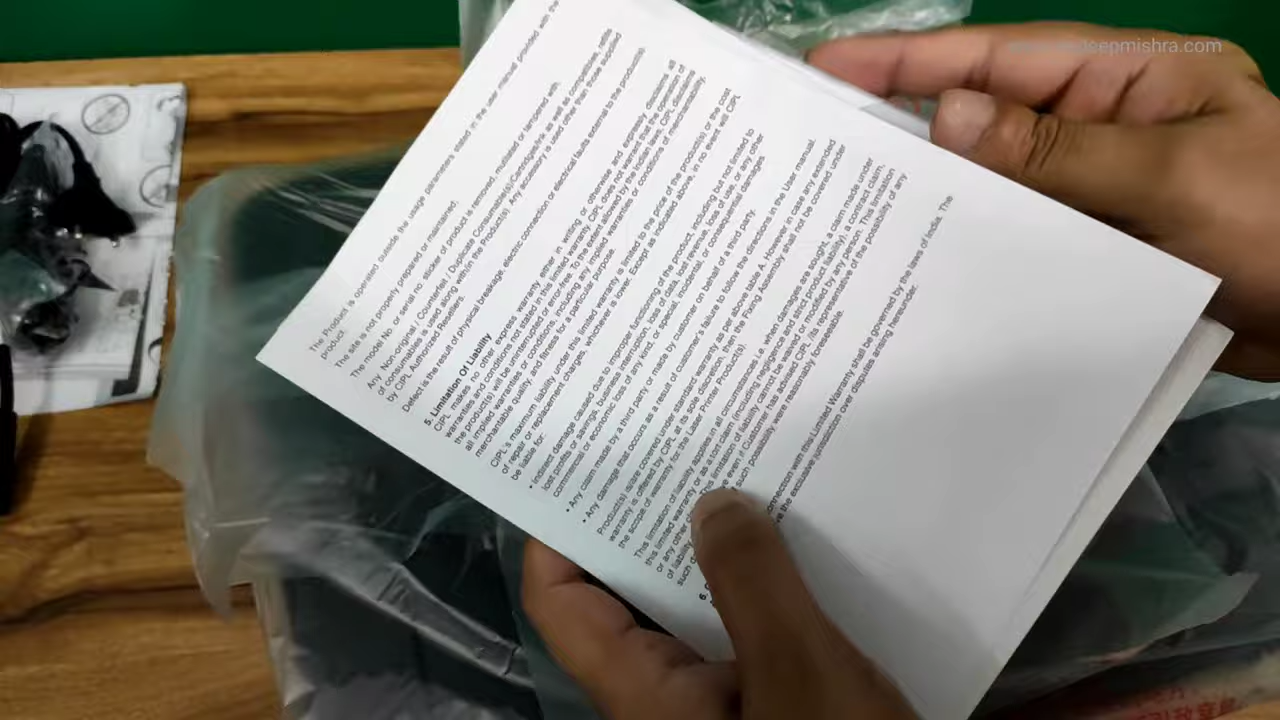 The Product is operated outside the usage parameters stated in the user manual provided with the
product.
The site is not properly prepared or maintained.
The model No. or serial no. sticker of product is removed, mutilated or tampered with.
Any Non-original / Counterfeit / Duplicate Consumable(s)/Cartridge/Ink as well as compatible, refills
of consumables is used along with/in the Product(s). Any accessory is used other than those supplied
by CIPL Authorized Resellers.
Defect is the result of physical breakage, electric connection or electrical faults external to the product(s).
5. Limitation Of Liability
CIPL makes no other express warranty either in writing or otherwise and expressly disclaims all
warranties and conditions not stated in this limited warranty. CIPL does not warrant that the operation of
the product(s) will be uninterrupted or error-free. To the extent allowed by the Indian laws, CIPL disclaims
all implied warranties or conditions, including any implied warranties or conditions of merchantability,
merchantable quality, and fitness for a particular purpose.
CIPL's maximum liability under this limited warranty is limited to the price of the product(s) or the cost
of repair or replacement charges, whichever is lower. Except as indicated above, in no event will CIPL
be liable for:
• Indirect damage caused due to improper functioning of the product, including but not limited to
lost profits or savings, business interruption, loss of data, lost revenue, loss of use, or any other
commercial or economic loss of any kind, or special, incidental, or consequential damages
• Any claim made by a third party or made by customer on behalf of a third party.
• Any damage that occurs as a result of customer's failure to follow the directions in the User manual.
Product(s) is/are covered under standard warranty as per above table A. However in case any extended
warranty is offered by CIPL at its sole discretion, then the Fixing Assembly shall not be covered under
the scope of warranty for the Laser Printer Product(s).
This limitation of liability applies in all circumstances i.e. when damages are sought, a claim made under
this limited warranty or as a tort claim (including negligence and strict product liability), a contract claim,
or any other This limitation of liability cannot be waived or modified by any person. This limitation
of liability even if Customer has advised CIPL or representative of the possibility of any
such such possibility were reasonably foreseeable.
6.
connection with this Limited Warranty shall be governed by the laws of India. The
the exclusive jurisdiction over disputes arising hereunder.